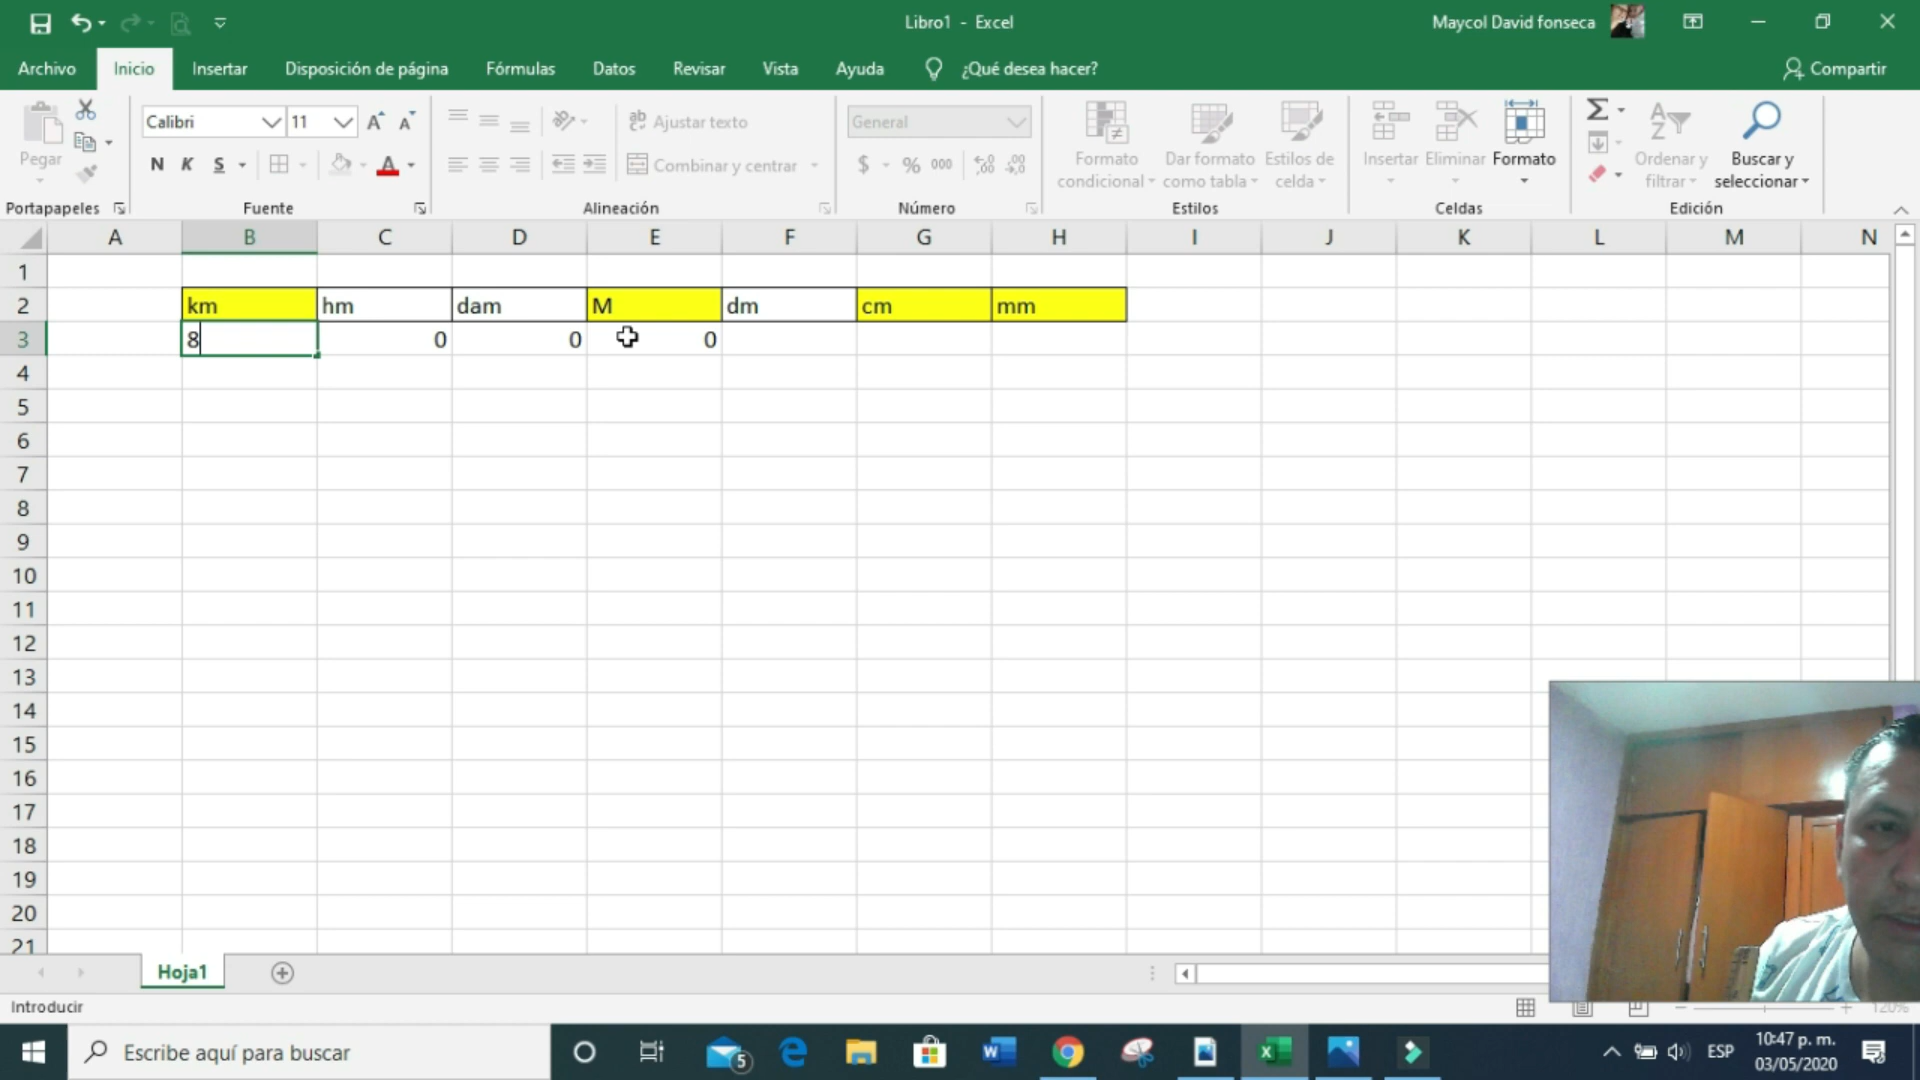 Libro1 - Excel
Maycol David fonseca
Archivo Inicio Insertar Disposición de página Fórmulas Datos Revisar Vista Ayuda ¿Qué desea hacer? Compartir
Pegar
Calibri 11
N K S A
Ajustar texto
Combinar y centrar
General
$ % 000
Formato condicional
Dar formato como tabla
Estilos de celda
Insertar Eliminar Formato
Ordenar y filtrar
Buscar y seleccionar
Portapapeles Fuente Alineación Número Estilos Celdas Edición
A B C D E F G H I J K L M N
1
2 km hm dam M dm cm mm
3 8 0 0 0
4
5
6
7
8
9
10
11
12
13
14
15
16
17
18
19
20
21
Hoja1
Introducir
120%
Escribe aquí para buscar
5
ESP
10:47 p. m.
03/05/2020